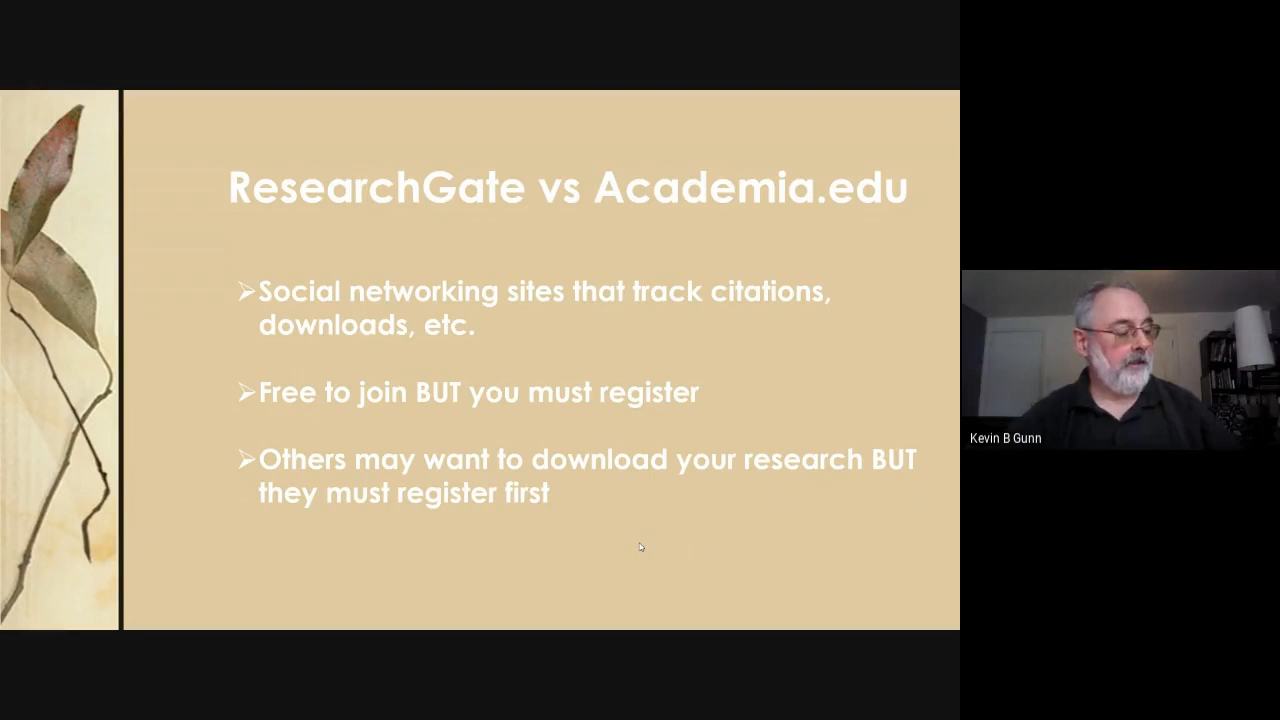 ResearchGate vs Academia.edu
➢Social networking sites that track citations,
downloads, etc.
➢Free to join BUT you must register
➢Others may want to download your research BUT
they must register first
Kevin B Gunn